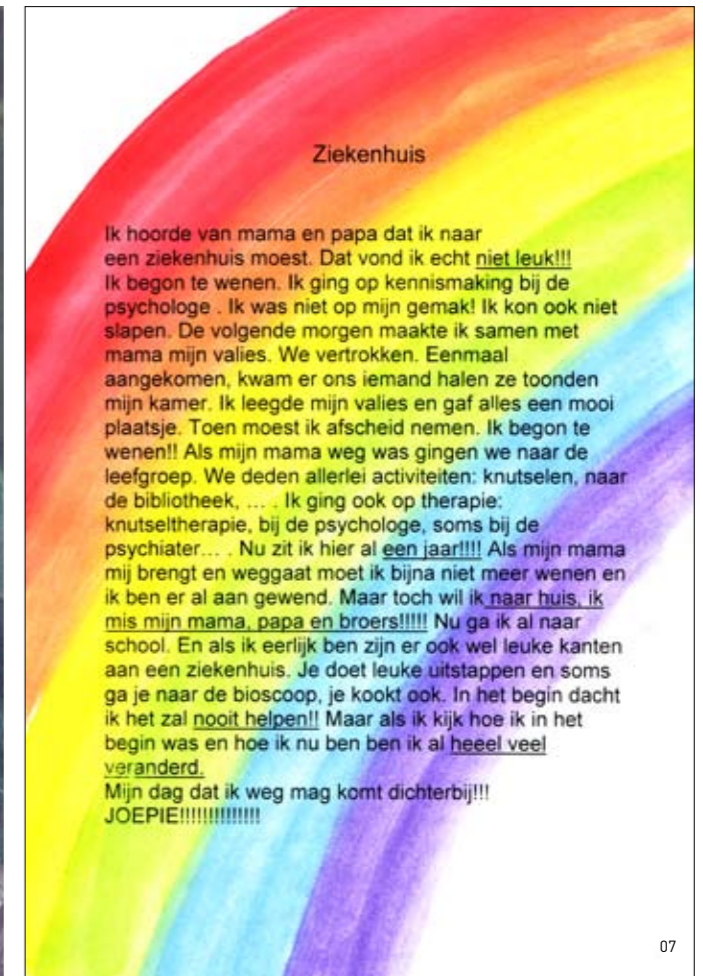 Ziekenhuis
Ik hoorde van mama en papa dat ik naar
een ziekenhuis moest. Dat vond ik echt niet leuk!!!
Ik begon te wenen. Ik ging op kennismaking bij de
psychologe . Ik was niet op mijn gemak! Ik kon ook niet
slapen. De volgende morgen maakte ik samen met
mama mijn valies. We vertrokken. Eenmaal
aangekomen, kwam er ons iemand halen ze toonden
mijn kamer. Ik leegde mijn valies en gaf alles een mooi
plaatsje. Toen moest ik afscheid nemen. Ik begon te
wenen!! Als mijn mama weg was gingen we naar de
leefgroep. We deden allerlei activiteiten: knutselen, naar
de bibliotheek, ... . Ik ging ook op therapie:
knutseltherapie, bij de psychologe, soms bij de
psychiater... . Nu zit ik hier al een jaar!!!! Als mijn mama
mij brengt en weggaat moet ik bijna niet meer wenen en
ik ben er al aan gewend. Maar toch wil ik naar huis, ik
mis mijn mama, papa en broers!!!!! Nu ga ik al naar
school. En als ik eerlijk ben zijn er ook wel leuke kanten
aan een ziekenhuis. Je doet leuke uitstappen en soms
ga je naar de bioscoop, je kookt ook. In het begin dacht
ik het zal nooit helpen!! Maar als ik kijk hoe ik in het
begin was en hoe ik nu ben ben ik al heeel veel
veranderd.
Mijn dag dat ik weg mag komt dichterbij!!!
JOEPIE!!!!!!!!!!!!!!
07